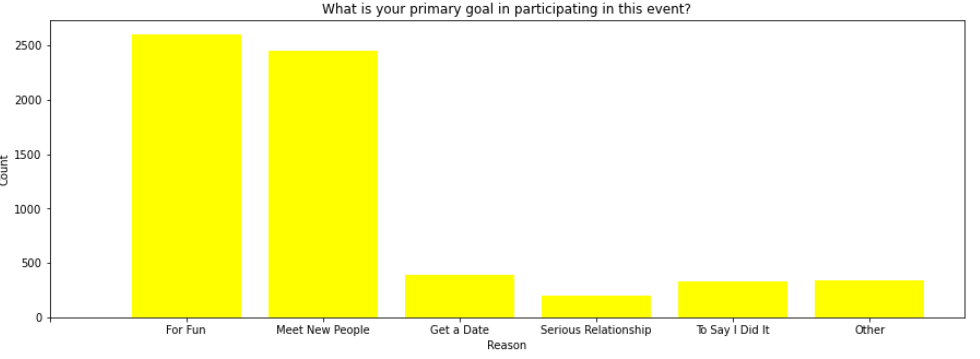 What is your primary goal in participating in this event?
2500
2000
1500
1000
500
0
Count
For Fun Meet New People Get a Date Serious Relationship To Say I Did It Other
Reason